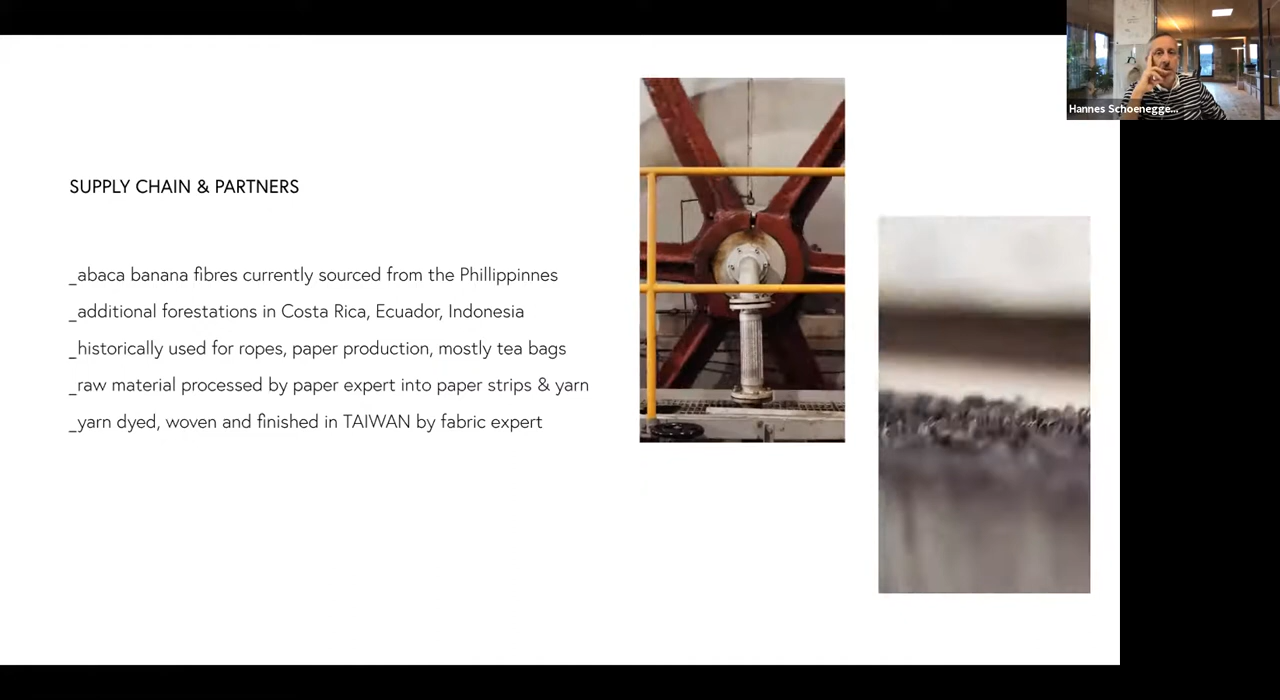 SUPPLY CHAIN & PARTNERS
_abaca banana fibres currently sourced from the Phillippinnes
_additional forestations in Costa Rica, Ecuador, Indonesia
_historically used for ropes, paper production, mostly tea bags
_raw material processed by paper expert into paper strips & yarn
_yarn dyed, woven and finished in TAIWAN by fabric expert
Hannes Schoenegge...